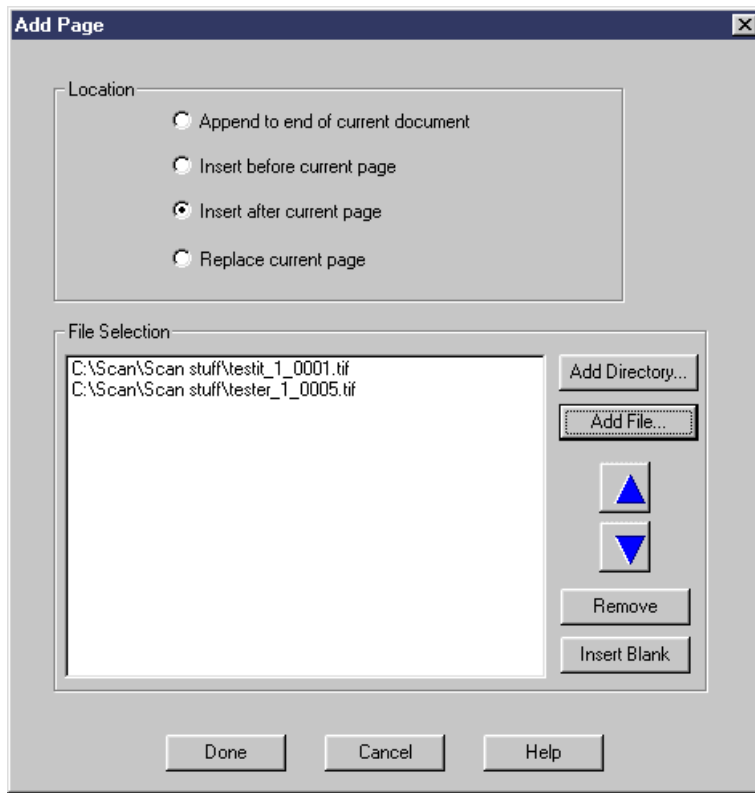 Add Page
Location
Append to end of current document
Insert before current page
Insert after current page
Replace current page
File Selection
C:\Scan\Scan stuff\testit_1_0001.tif
C:\Scan\Scan stuff\tester_1_0005.tif
Add Directory...
Add File...
Remove
Insert Blank
Done Cancel Help